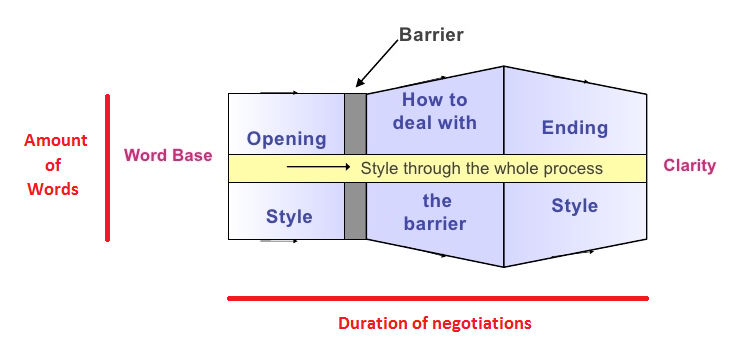 Barrier
Amount
of
Words
Word Base
Opening
How to
deal with
Ending
Style through the whole process
Clarity
Style
the
barrier
Style
Duration of negotiations